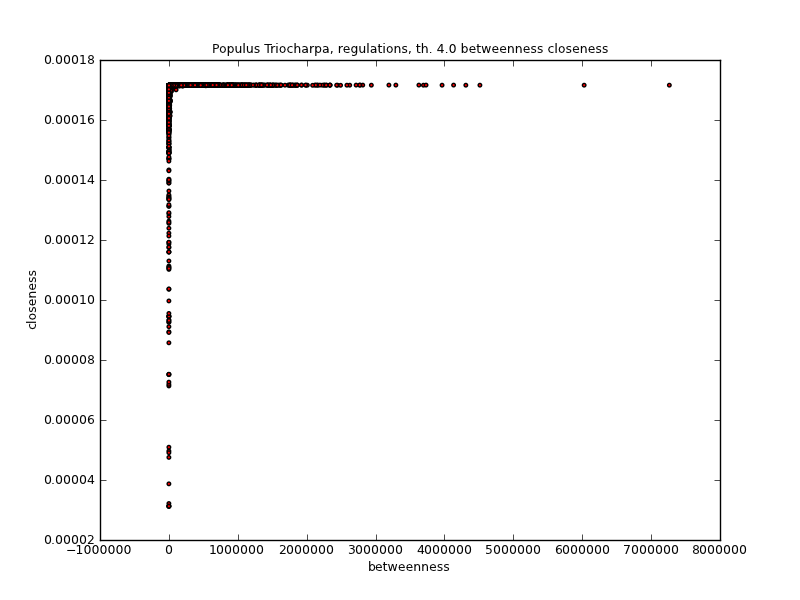 Populus Triocharpa, regulations, th. 4.0 betweenness closeness
0.00018
0.00016
0.00014
0.00012
0.00010
0.00008
0.00006
0.00004
0.00002
closeness
−1000000 0 1000000 2000000 3000000 4000000 5000000 6000000 7000000 8000000
betweenness